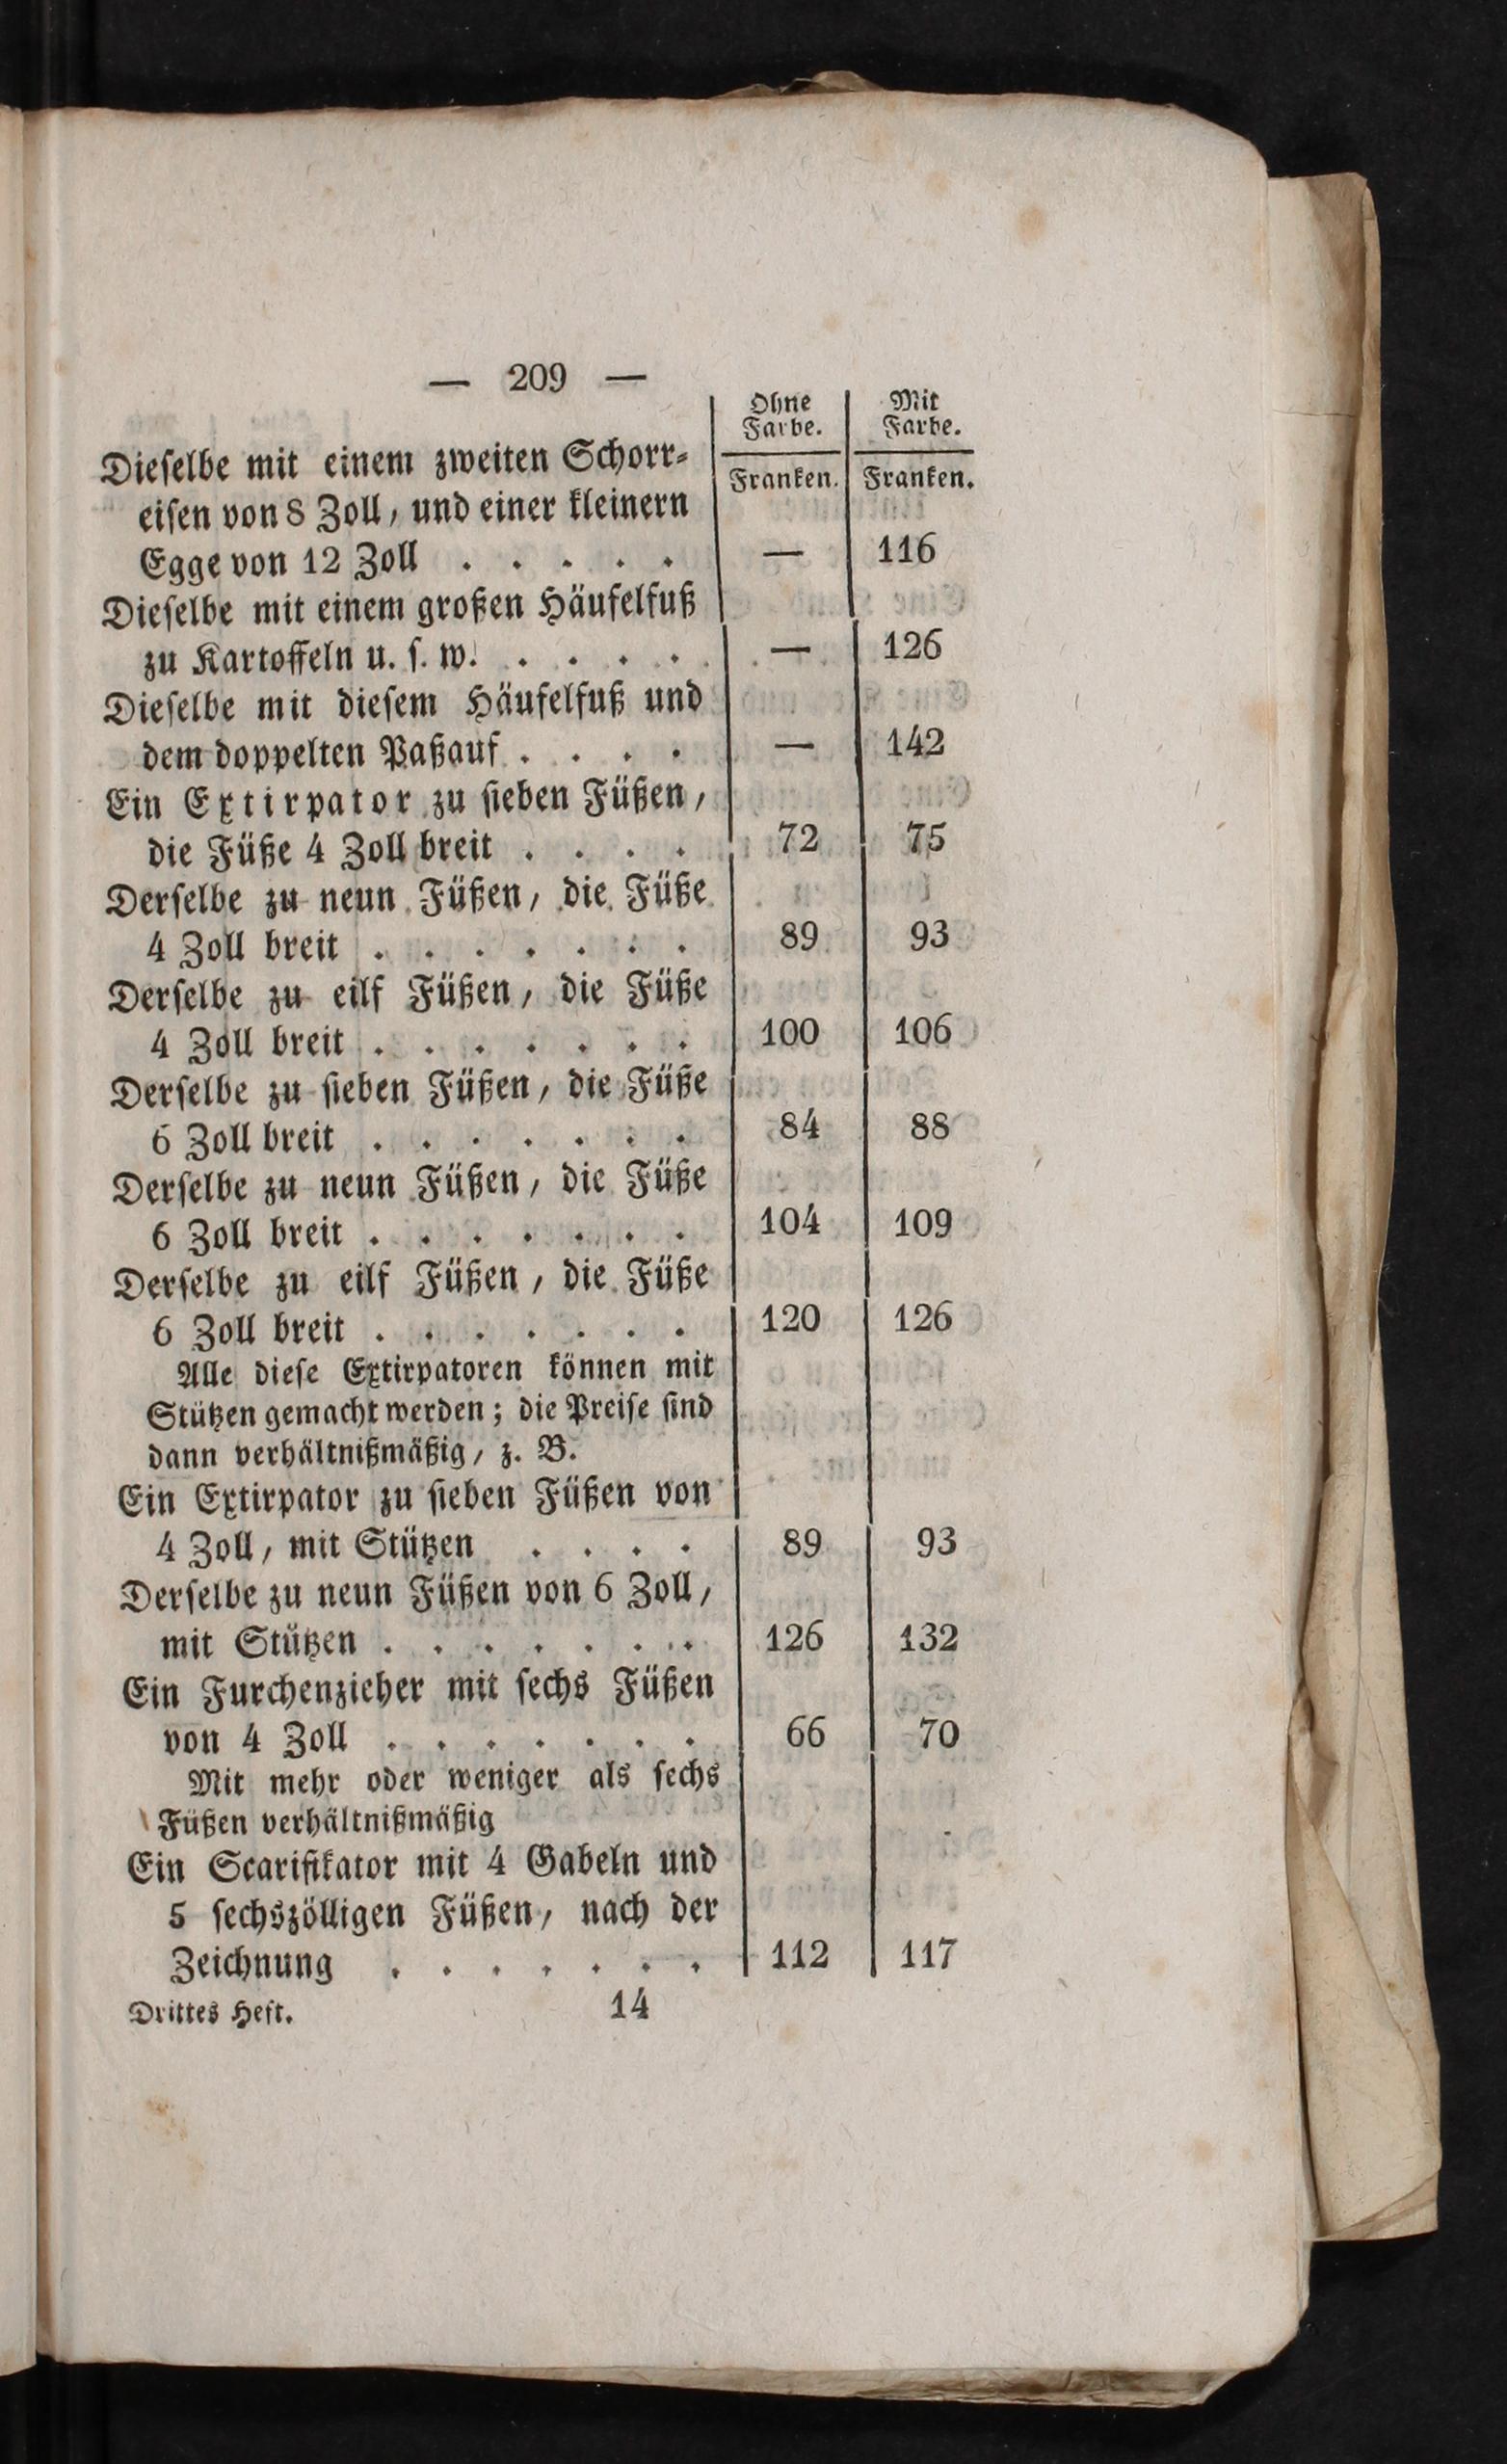 — 209 —
Ohne Farbe. Mit Farbe.
Franken. Franken.
Dieselbe mit einem zweiten Schorr-
eisen von 8 Zoll, und einer kleinern
Egge von 12 Zoll . . . . . — 116
Dieselbe mit einem großen Häufelfuß
zu Kartoffeln u. s. w. . . . . . — 126
Dieselbe mit diesem Häufelfuß und
dem doppelten Paßauf . . . . — 142
Ein Extirpator zu sieben Füßen,
die Füße 4 Zoll breit . . . . 72 75
Derselbe zu neun Füßen, die Füße
4 Zoll breit . . . . . . . 89 93
Derselbe zu eilf Füßen, die Füße
4 Zoll breit . . . . . . . 100 106
Derselbe zu sieben Füßen, die Füße
6 Zoll breit . . . . . . . 84 88
Derselbe zu neun Füßen, die Füße
6 Zoll breit . . . . . . . 104 109
Derselbe zu eilf Füßen, die Füße
6 Zoll breit . . . . . . . 120 126
Alle diese Extirpatoren können mit
Stützen gemacht werden; die Preise sind
dann verhältnißmäßig, z. B.
Ein Extirpator zu sieben Füßen von
4 Zoll, mit Stützen . . . . 89 93
Derselbe zu neun Füßen von 6 Zoll,
mit Stützen . . . . . . . 126 132
Ein Furchenzieher mit sechs Füßen
von 4 Zoll . . . . . . . 66 70
Mit mehr oder weniger als sechs
Füßen verhältnißmäßig
Ein Scarifikator mit 4 Gabeln und
5 sechszölligen Füßen, nach der
Zeichnung . . . . . . . 112 117
Drittes Heft. 14